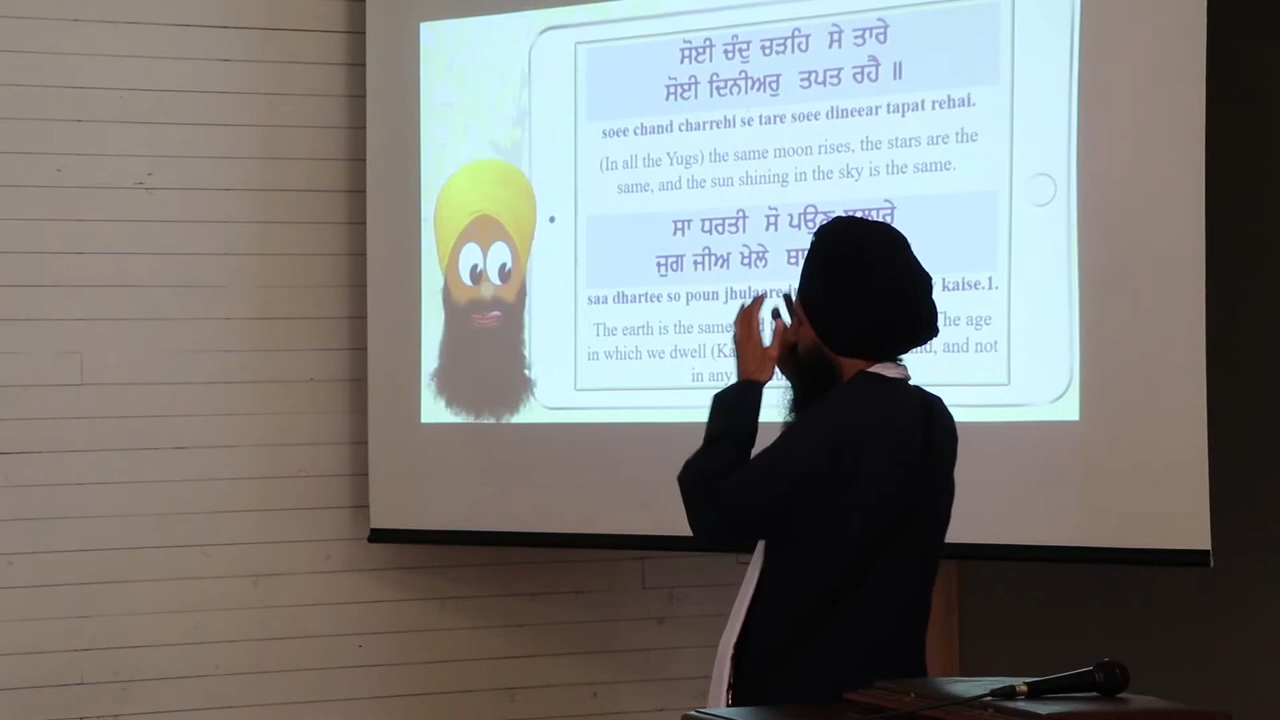 ਸੋਈ ਚੰਦੁ ਚੜਹਿ ਸੇ ਤਾਰੇ
ਸੋਈ ਦਿਨੀਅਰੁ ਤਪਤ ਰਹੈ ॥
soee chand charrehi se tare soee dineear tapat rehai.
(In all the Yugs) the same moon rises, the stars are the
same, and the sun shining in the sky is the same.
ਸਾ ਧਰਤੀ ਸੋ ਪਉਣੁ
ਜੁਗ ਜੀਅ ਖੇਲੇ
saa dhartee so poun jhulaare kaise.1.
The earth is the same The age
in which we dwell and not
in any